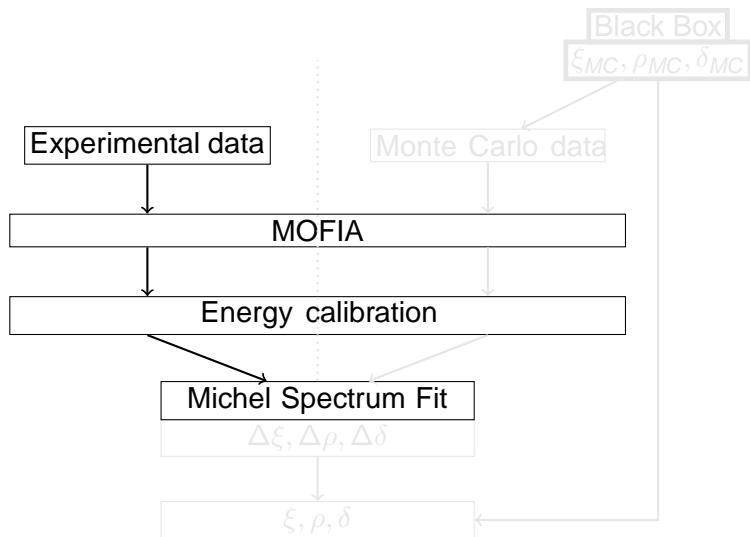 Black Box
ξMC, ρMC, δMC
Experimental data
Monte Carlo data
MOFIA
Energy calibration
Michel Spectrum Fit
Δξ, Δρ, Δδ
ξ, ρ, δ